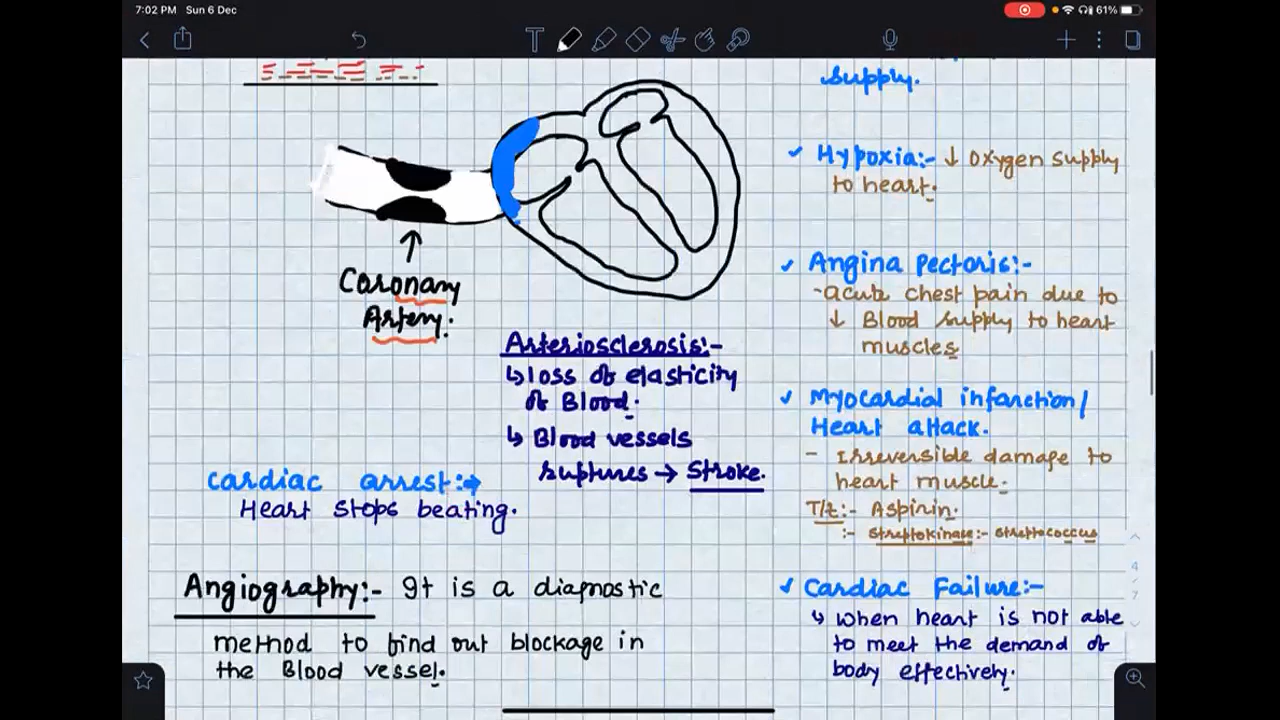 7:02 PM Sun 6 Dec
61%
T
supply.
Hypoxia:- ↓ Oxygen supply
to heart.
Angina Pectoris:-
-acute chest pain due to
↓ Blood supply to heart
muscles
Coronary
Artery.
Arteriosclerosis:-
↳ loss of elasticity
of Blood.
↳ Blood vessels
ruptures → Stroke.
Myocardial infarction/
Heart attack.
- Irreversible damage to
heart muscle.
T/t:- Aspirin.
:- Streptokinase:- Streptococcus
cardiac arrest:→
Heart stops beating.
Angiography:- It is a diagnostic
method to find out blockage in
the Blood vessel.
Cardiac Failure:-
↳ when heart is not able
to meet the demand of
body effectively.
4
/
7